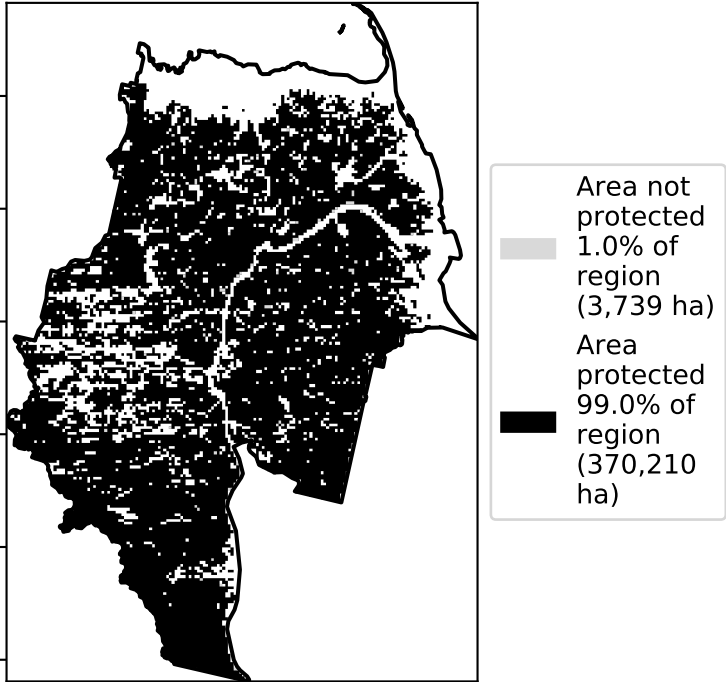 Area not
protected
1.0% of
region
(3,739 ha)
Area
protected
99.0% of
region
(370,210
ha)